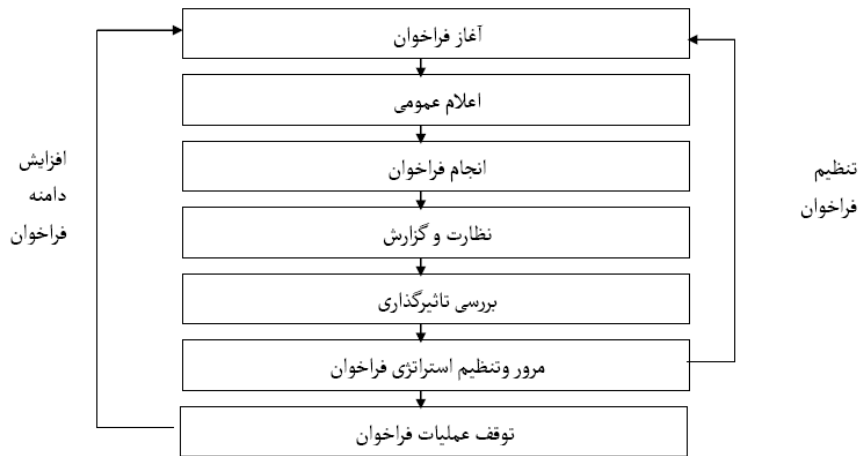 آغاز فراخوان
اعلام عمومی
انجام فراخوان
نظارت و گزارش
بررسی تاثیرگذاری
مرور وتنظیم استراتژی فراخوان
توقف عملیات فراخوان
تنظیم
فراخوان
افزایش
دامنه
فراخوان